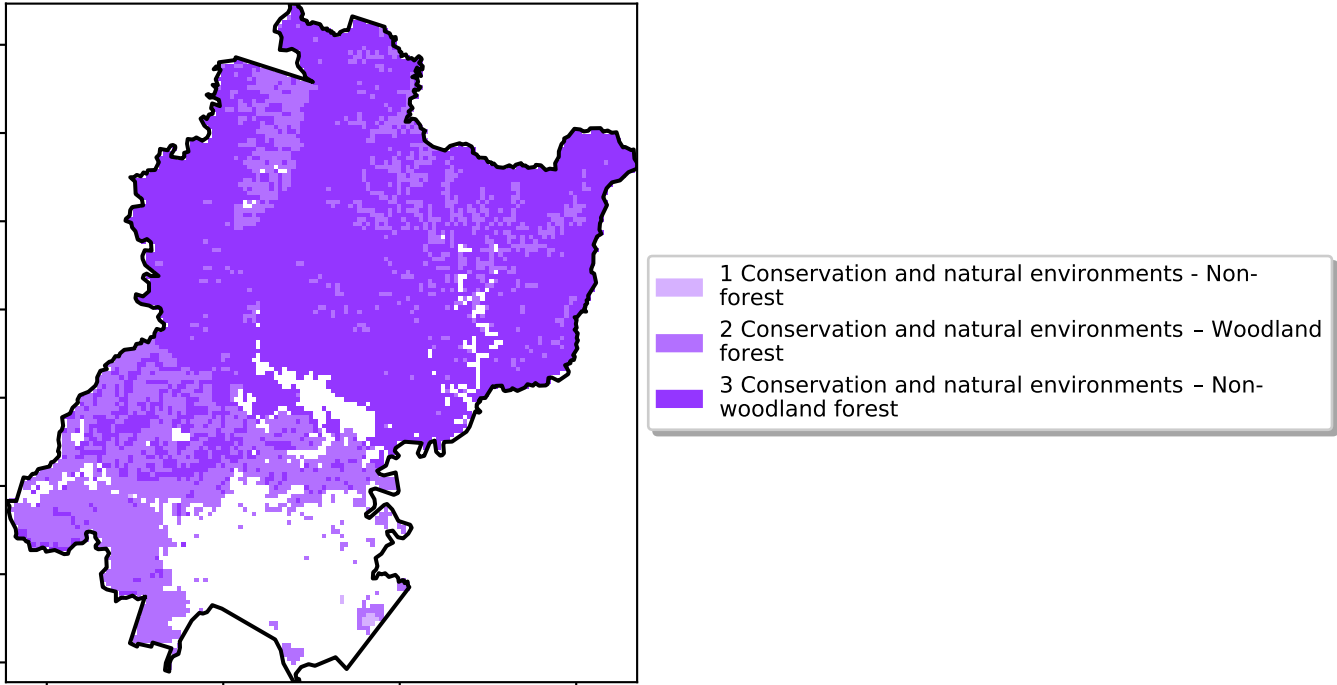 1 Conservation and natural environments - Non-
forest
2 Conservation and natural environments – Woodland
forest
3 Conservation and natural environments – Non-
woodland forest